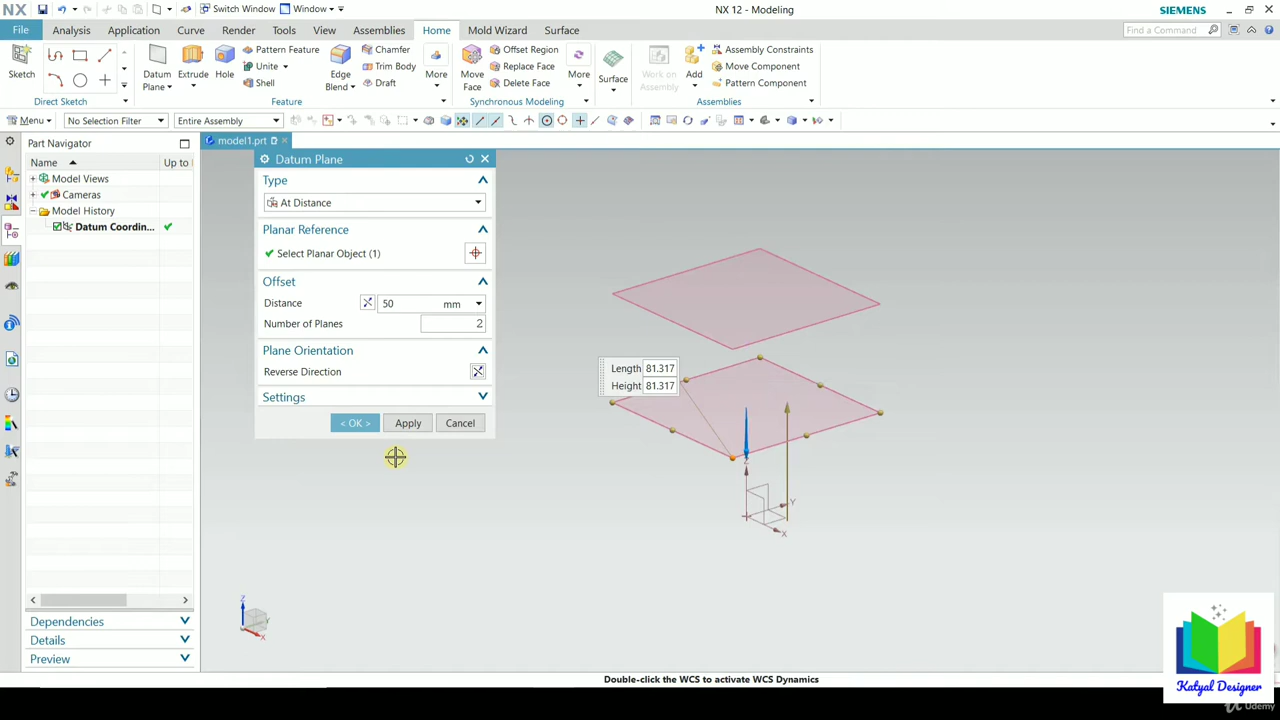 NX
Switch Window
Window
NX 12 - Modeling
SIEMENS
File
Analysis
Application
Curve
Render
Tools
View
Assemblies
Home
Mold Wizard
Surface
Find a Command
Sketch
Direct Sketch
Datum
Plane
Extrude
Hole
Pattern Feature
Unite
Shell
Edge
Blend
Chamfer
Trim Body
Draft
More
Feature
Move
Face
Offset Region
Replace Face
Delete Face
More
Synchronous Modeling
Surface
Work on
Assembly
Add
Assembly Constraints
Move Component
Pattern Component
Assemblies
Menu
No Selection Filter
Entire Assembly
Part Navigator
model1.prt
Name
Up to
Model Views
Cameras
Model History
Datum Coordin...
Dependencies
Details
Preview
Datum Plane
Type
At Distance
Planar Reference
Select Planar Object (1)
Offset
Distance
50
mm
Number of Planes
2
Plane Orientation
Reverse Direction
Settings
< OK >
Apply
Cancel
Length 81.317
Height 81.317
Z
Y
X
Z
Y
X
Double-click the WCS to activate WCS Dynamics
Katyal Designer
Udemy